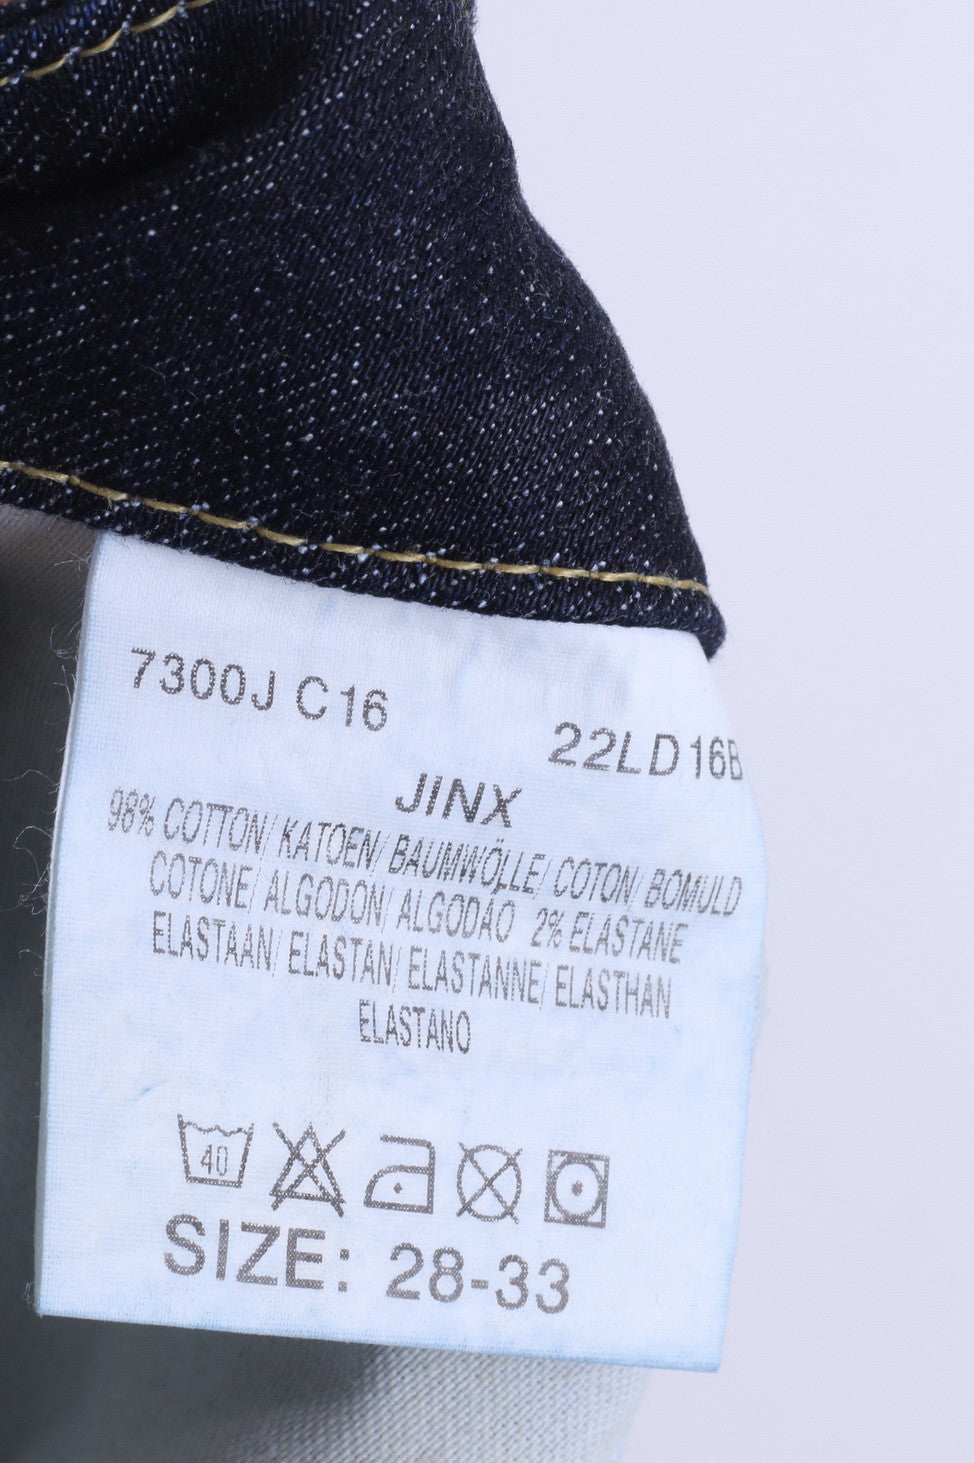 7300J C16
22LD16B
JINX
98% COTTON/ KATOEN/ BAUMWÖLLE/ COTON/ BOMULD
COTONE/ ALGODON/ ALGODÃO 2% ELASTANE
ELASTAAN/ ELASTAN/ ELASTANNE/ ELASTHAN
ELASTANO
40
SIZE: 28-33